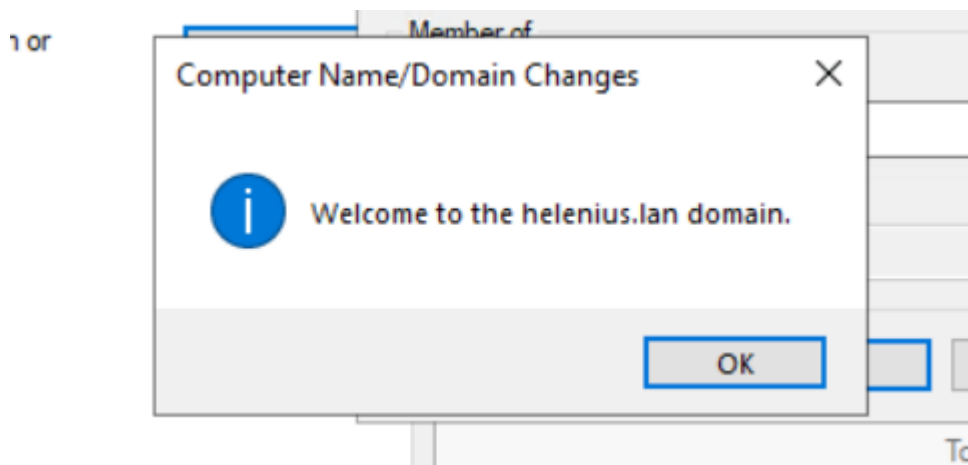 Member of
Computer Name/Domain Changes
Welcome to the helenius.lan domain.
OK